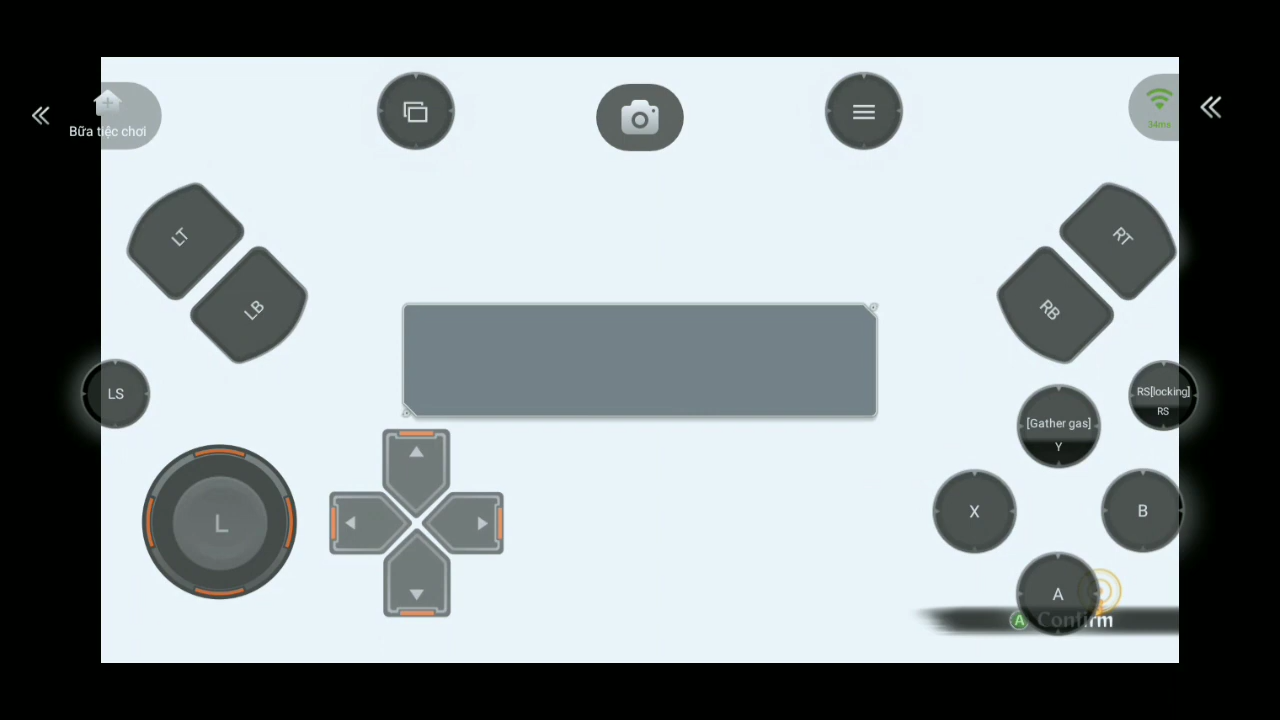 Bữa tiệc chơi
34ms
LT
RT
LB
RB
LS
RS[locking]
RS
[Gather gas]
Y
L
X
B
A
A Confirm